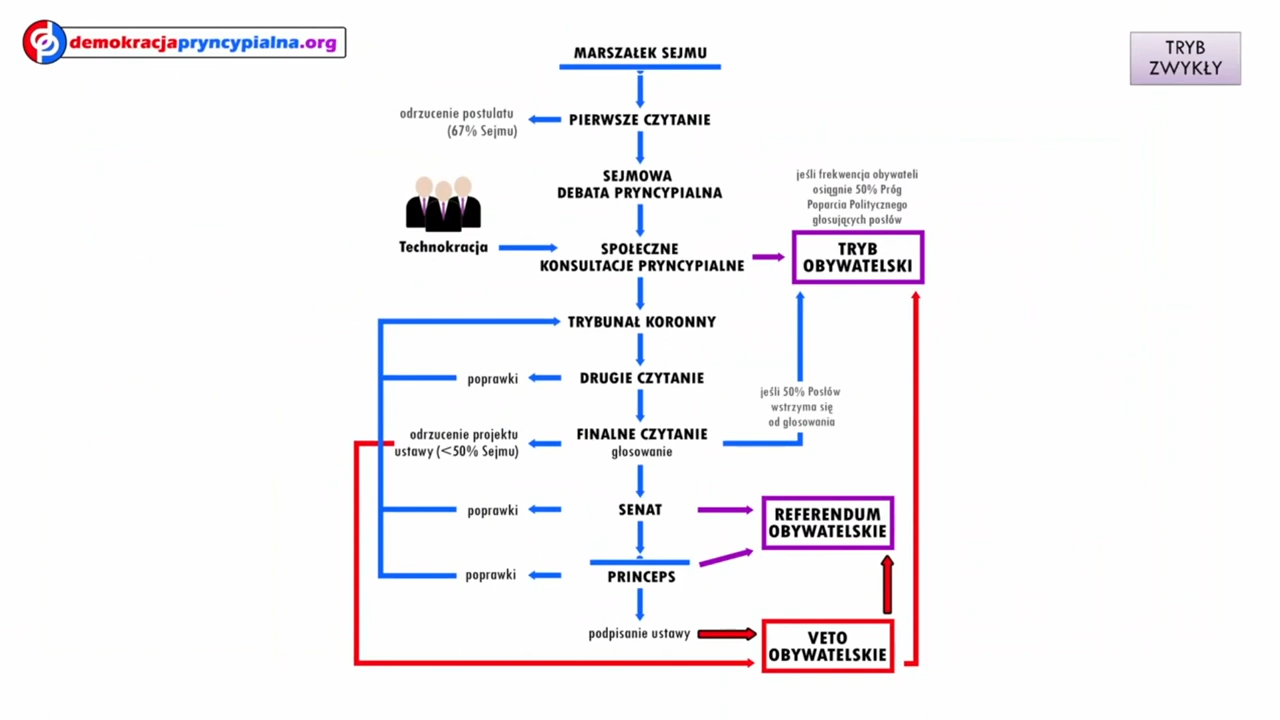 demokracjapryncypialna.org
TRYB
ZWYKŁY
MARSZAŁEK SEJMU
odrzucenie postulatu
(67% Sejmu)
PIERWSZE CZYTANIE
SEJMOWA
DEBATA PRYNCYPIALNA
jeśli frekwencja obywateli
osiągnie 50% Próg
Poparcia Politycznego
głosujących posłów
Technokracja
SPOŁECZNE
KONSULTACJE PRYNCYPIALNE
TRYB
OBYWATELSKI
TRYBUNAŁ KORONNY
poprawki
DRUGIE CZYTANIE
jeśli 50% Posłów
wstrzyma się
od głosowania
odrzucenie projektu
ustawy (<50% Sejmu)
FINALNE CZYTANIE
głosowanie
poprawki
SENAT
REFERENDUM
OBYWATELSKIE
poprawki
PRINCEPS
podpisanie ustawy
VETO
OBYWATELSKIE